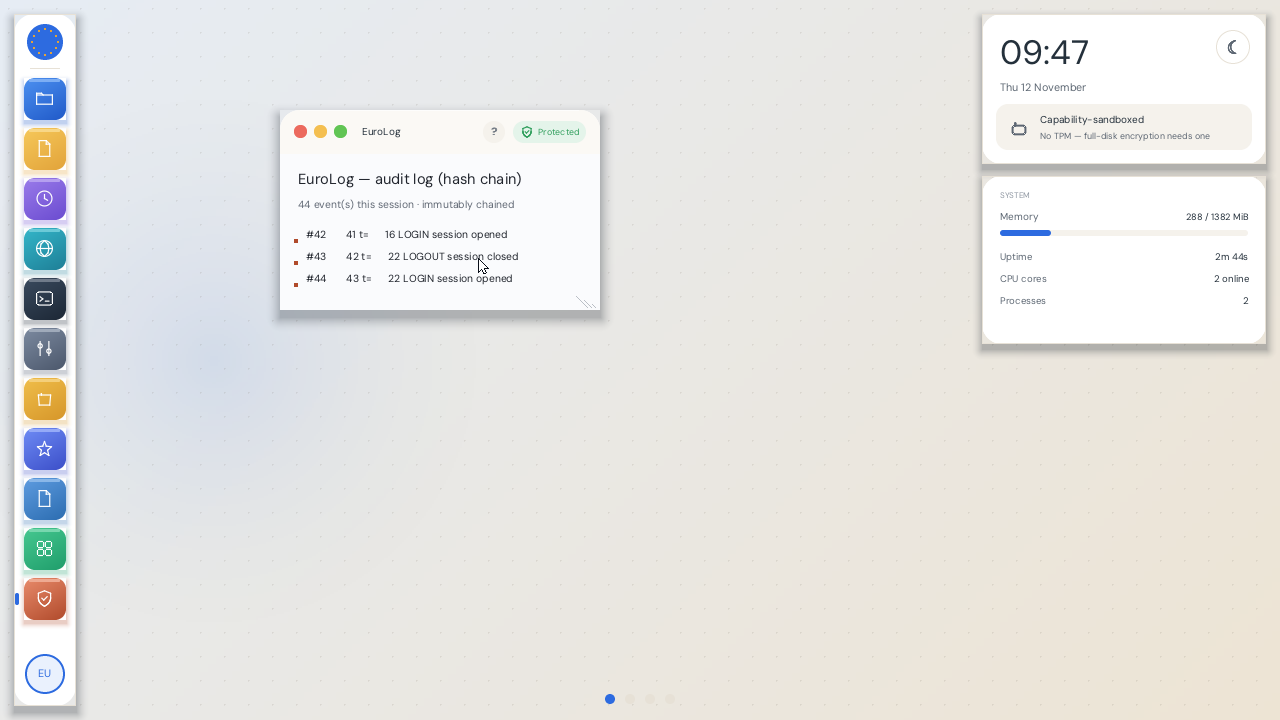 09:47
Thu 12 November
Capability-sandboxed
No TPM — full-disk encryption needs one
EuroLog
?
Protected
EuroLog — audit log (hash chain)
44 event(s) this session · immutably chained
#42 41 t= 16 LOGIN session opened
#43 42 t= 22 LOGOUT session closed
#44 43 t= 22 LOGIN session opened
SYSTEM
Memory 288 / 1382 MiB
Uptime 2m 44s
CPU cores 2 online
Processes 2
EU